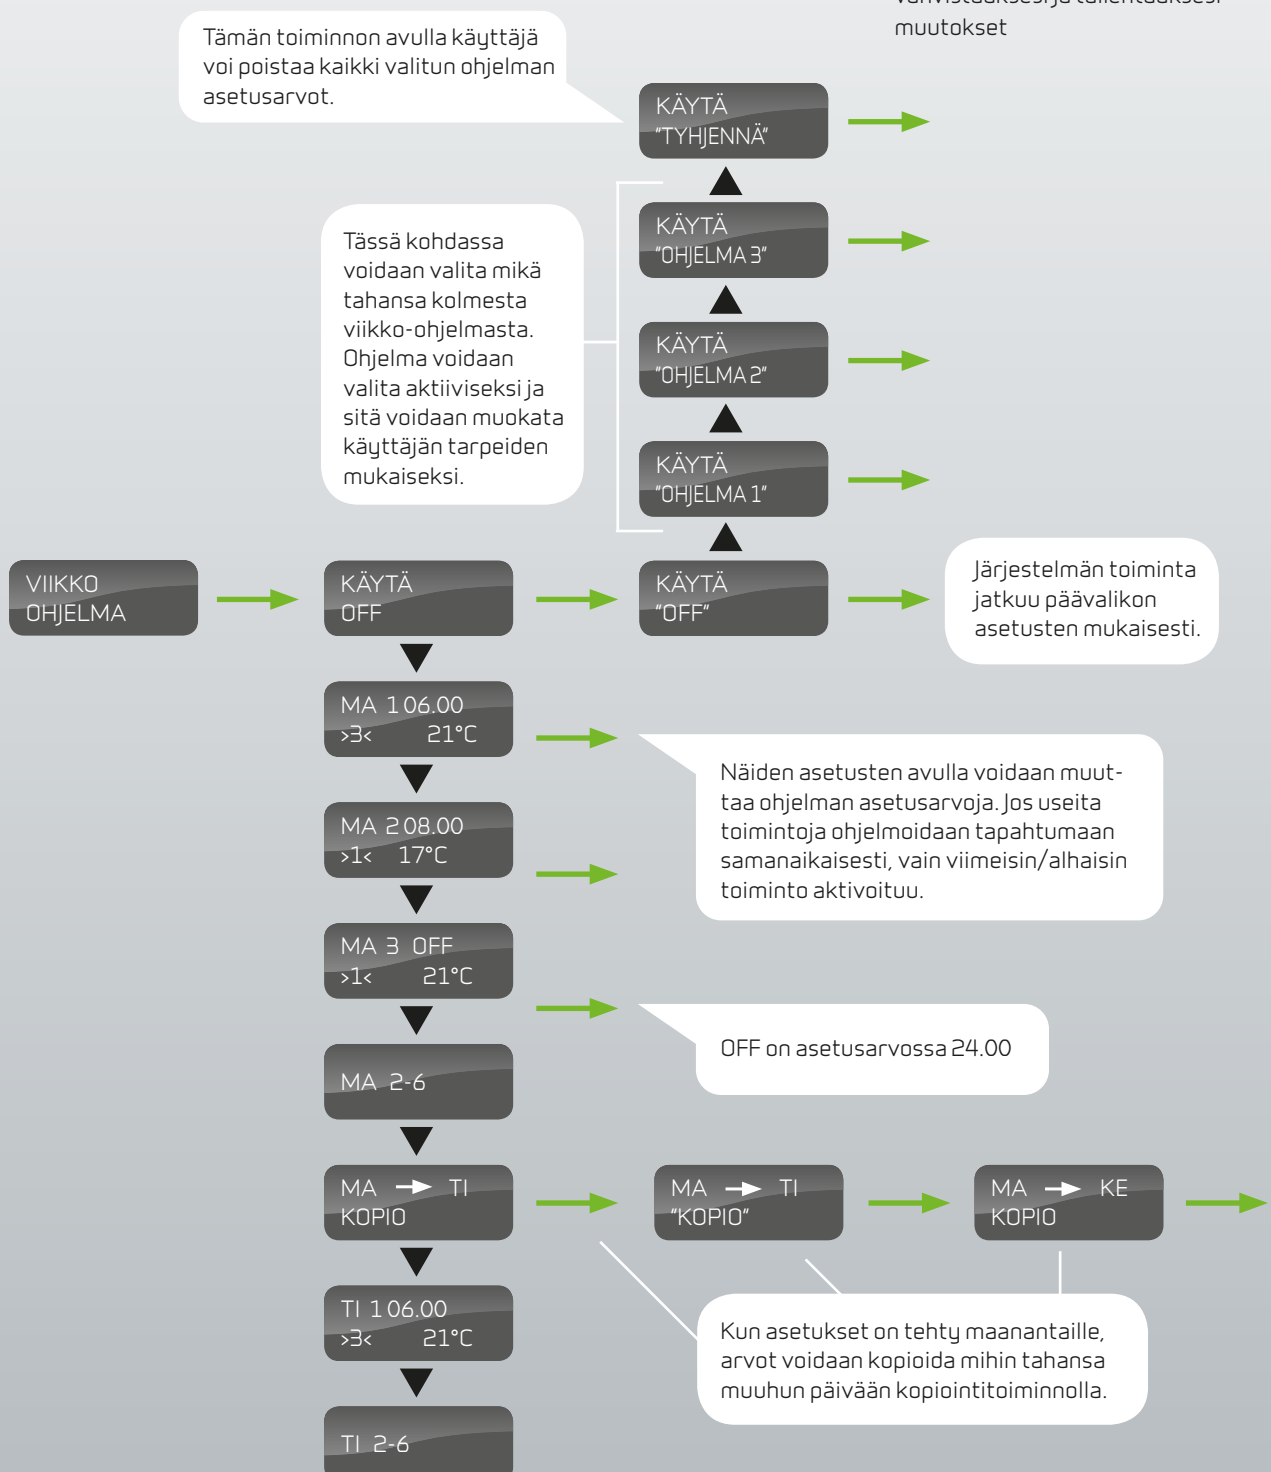 muutokset
Tämän toiminnon avulla käyttäjä
voi poistaa kaikki valitun ohjelman
asetusarvot.
KÄYTÄ
"TYHJENNÄ"
KÄYTÄ
"OHJELMA 3"
Tässä kohdassa
voidaan valita mikä
tahansa kolmesta
viikko-ohjelmasta.
Ohjelma voidaan
valita aktiiviseksi ja
sitä voidaan muokata
käyttäjän tarpeiden
mukaiseksi.
KÄYTÄ
"OHJELMA 2"
KÄYTÄ
"OHJELMA 1"
VIIKKO
OHJELMA
KÄYTÄ
OFF
KÄYTÄ
"OFF"
Järjestelmän toiminta
jatkuu päävalikon
asetusten mukaisesti.
MA 1 06.00
>3< 21°C
Näiden asetusten avulla voidaan muut-
taa ohjelman asetusarvoja. Jos useita
toimintoja ohjelmoidaan tapahtumaan
samanaikaisesti, vain viimeisin/alhaisin
toiminto aktivoituu.
MA 2 08.00
>1< 17°C
MA 3 OFF
>1< 21°C
OFF on asetusarvossa 24.00
MA 2-6
MA → TI
KOPIO
MA → TI
"KOPIO"
MA → KE
KOPIO
TI 1 06.00
>3< 21°C
Kun asetukset on tehty maanantaille,
arvot voidaan kopioida mihin tahansa
muuhun päivään kopiointitoiminnolla.
TI 2-6